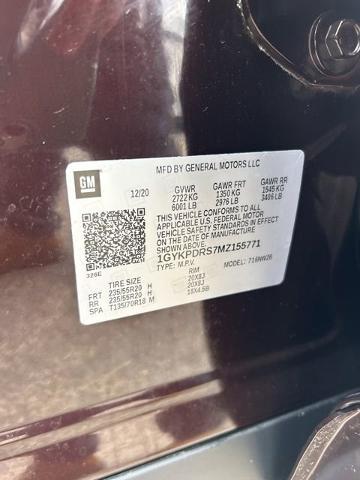 MFD BY GENERAL MOTORS LLC
GM
12/20 GVWR GAWR FRT GAWR RR
2722 KG 1350 KG 1545 KG
6001 LB 2976 LB 3406 LB
THIS VEHICLE CONFORMS TO ALL
APPLICABLE U.S. FEDERAL MOTOR
VEHICLE SAFETY STANDARDS IN
EFFECT ON THE DATE OF MANUFACTURE
SHOWN ABOVE.
1GYKPDRS7MZ155771
TYPE: M.P.V. MODEL:
TIRE SIZE RIM
FRT 235/55R20 H 20X8J
RR 235/55R20 H 20X8J
SPA T135/70R18 M 18X4.5B